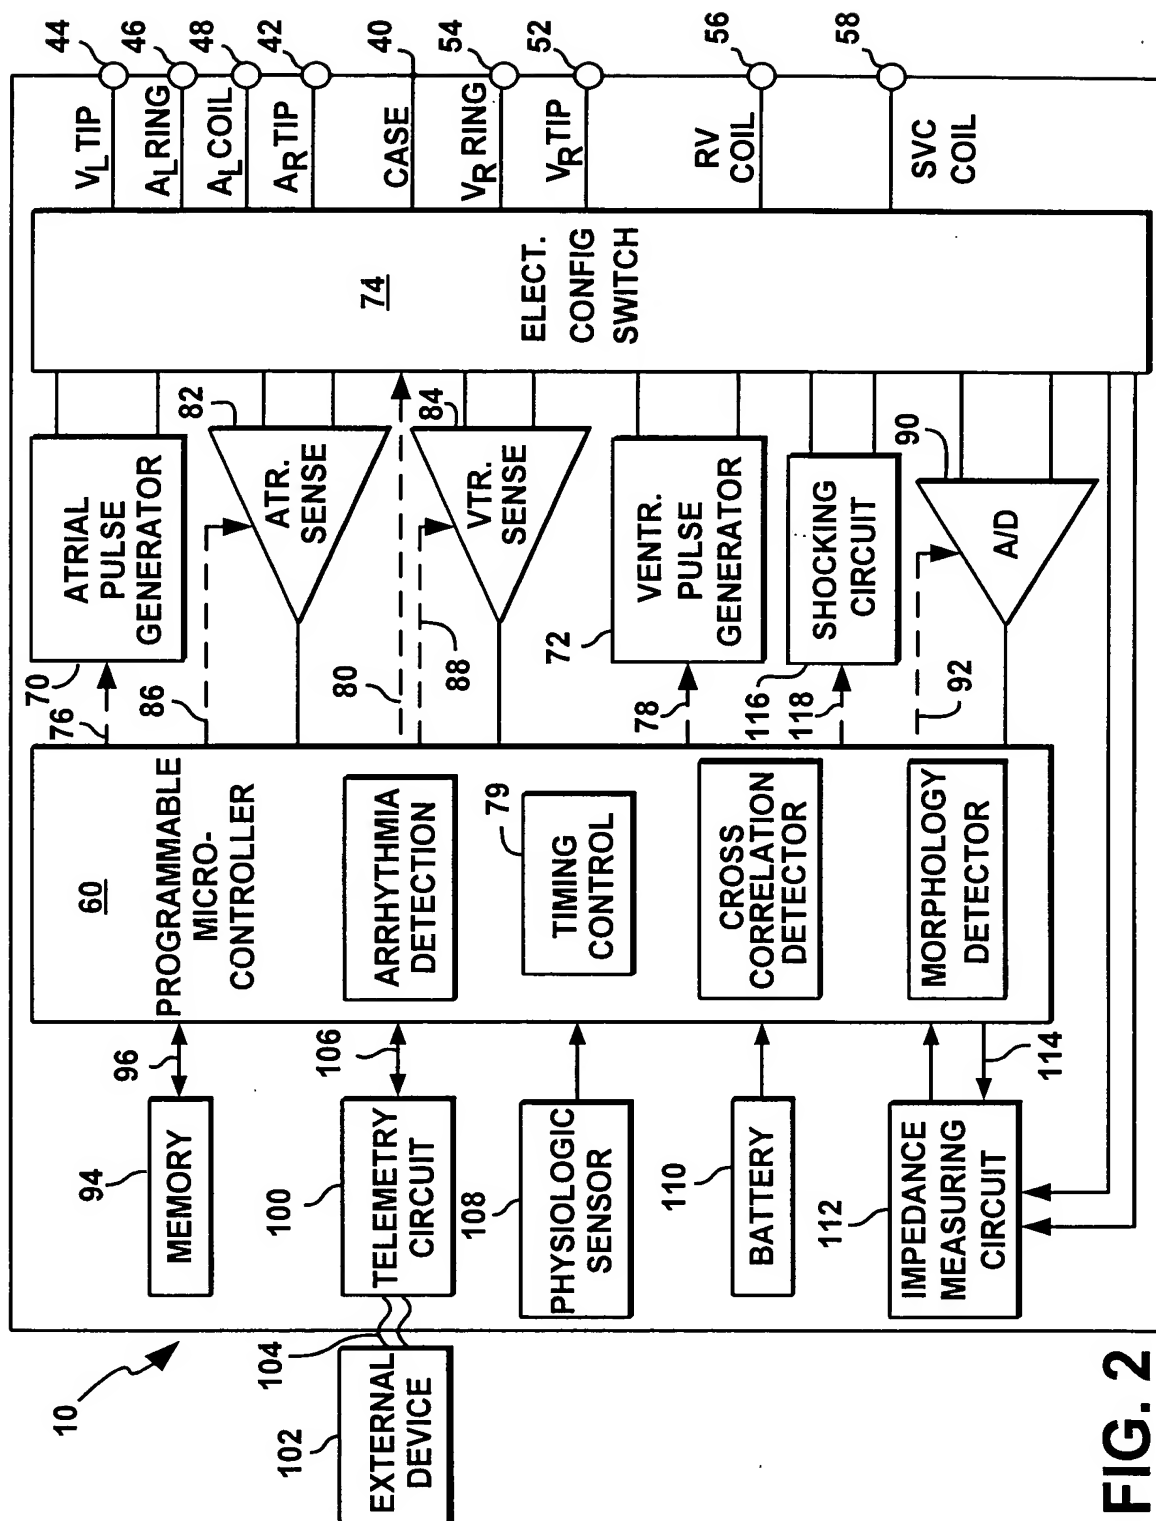 10
102
EXTERNAL
DEVICE
104
94
MEMORY
96
100
TELEMETRY
CIRCUIT
106
108
PHYSIOLOGIC
SENSOR
110
BATTERY
112
IMPEDANCE
MEASURING
CIRCUIT
114
60
PROGRAMMABLE
MICRO-
CONTROLLER
ARRHYTHMIA
DETECTION
79
TIMING
CONTROL
CROSS
CORRELATION
DETECTOR
MORPHOLOGY
DETECTOR
70
76
ATRIAL
PULSE
GENERATOR
86
82
ATR.
SENSE
80
88
84
VTR.
SENSE
72
78
VENTR.
PULSE
GENERATOR
116
118
SHOCKING
CIRCUIT
92
90
A/D
74
ELECT.
CONFIG
SWITCH
VL TIP
44
AL RING
46
AL COIL
48
AR TIP
42
CASE
40
VR RING
54
VR TIP
52
RV
COIL
56
SVC
COIL
58
FIG. 2